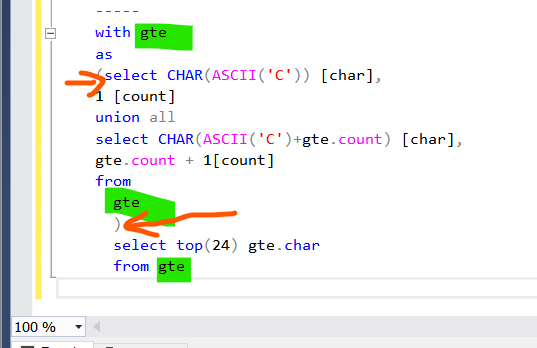 -----
with gte
as
(select CHAR(ASCII('C')) [char],
1 [count]
union all
select CHAR(ASCII('C')+gte.count) [char],
gte.count + 1[count]
from
gte
)
select top(24) gte.char
from gte
100 %